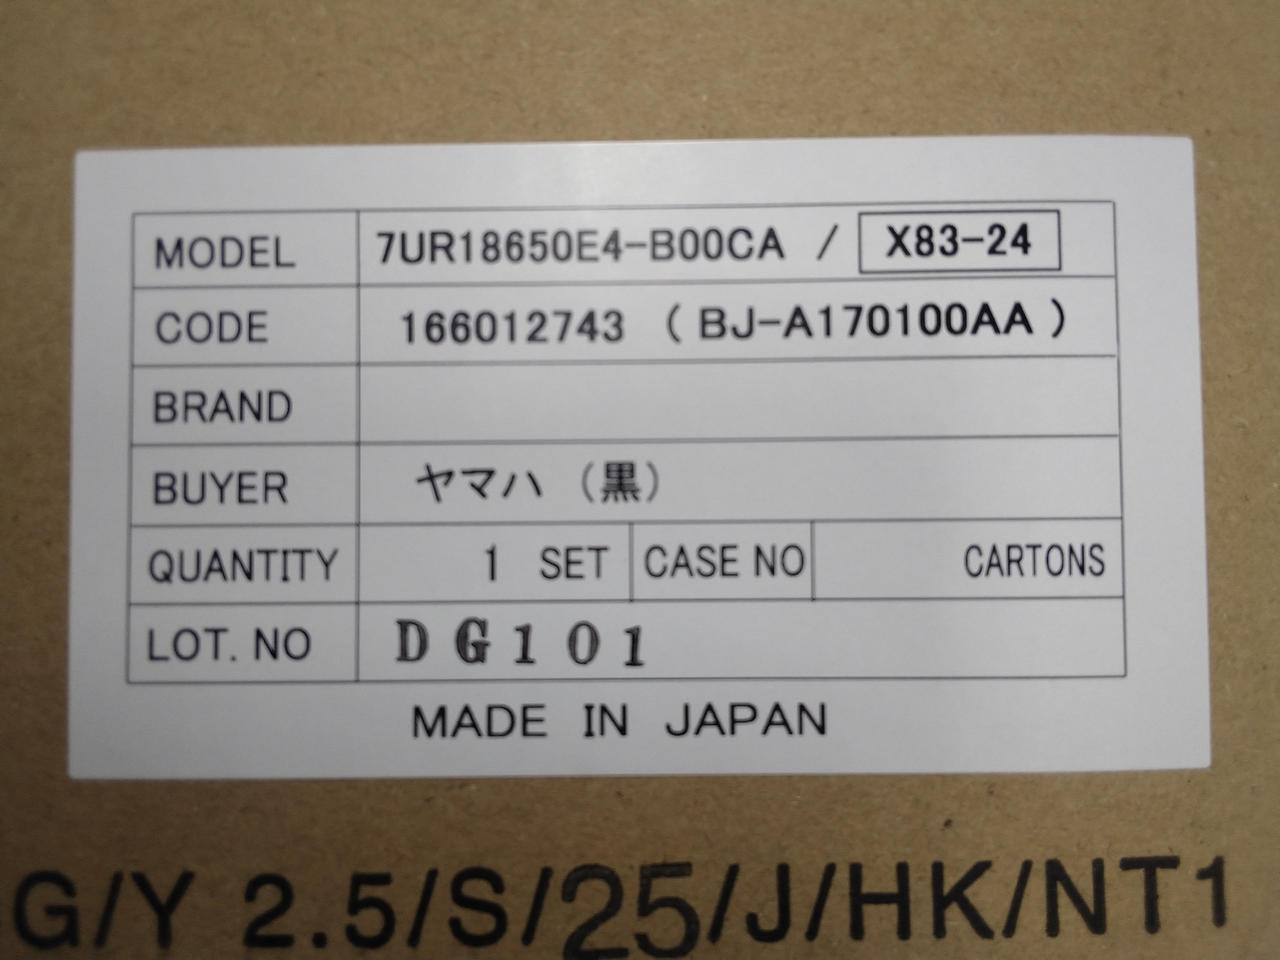 MODEL 7UR18650E4-B00CA / X83-24
CODE 166012743 ( BJ-A170100AA )
BRAND
BUYER ヤマハ （黒）
QUANTITY 1 SET CASE NO CARTONS
LOT. NO DG101
MADE IN JAPAN
G/Y 2.5/S/25/J/HK/NT1